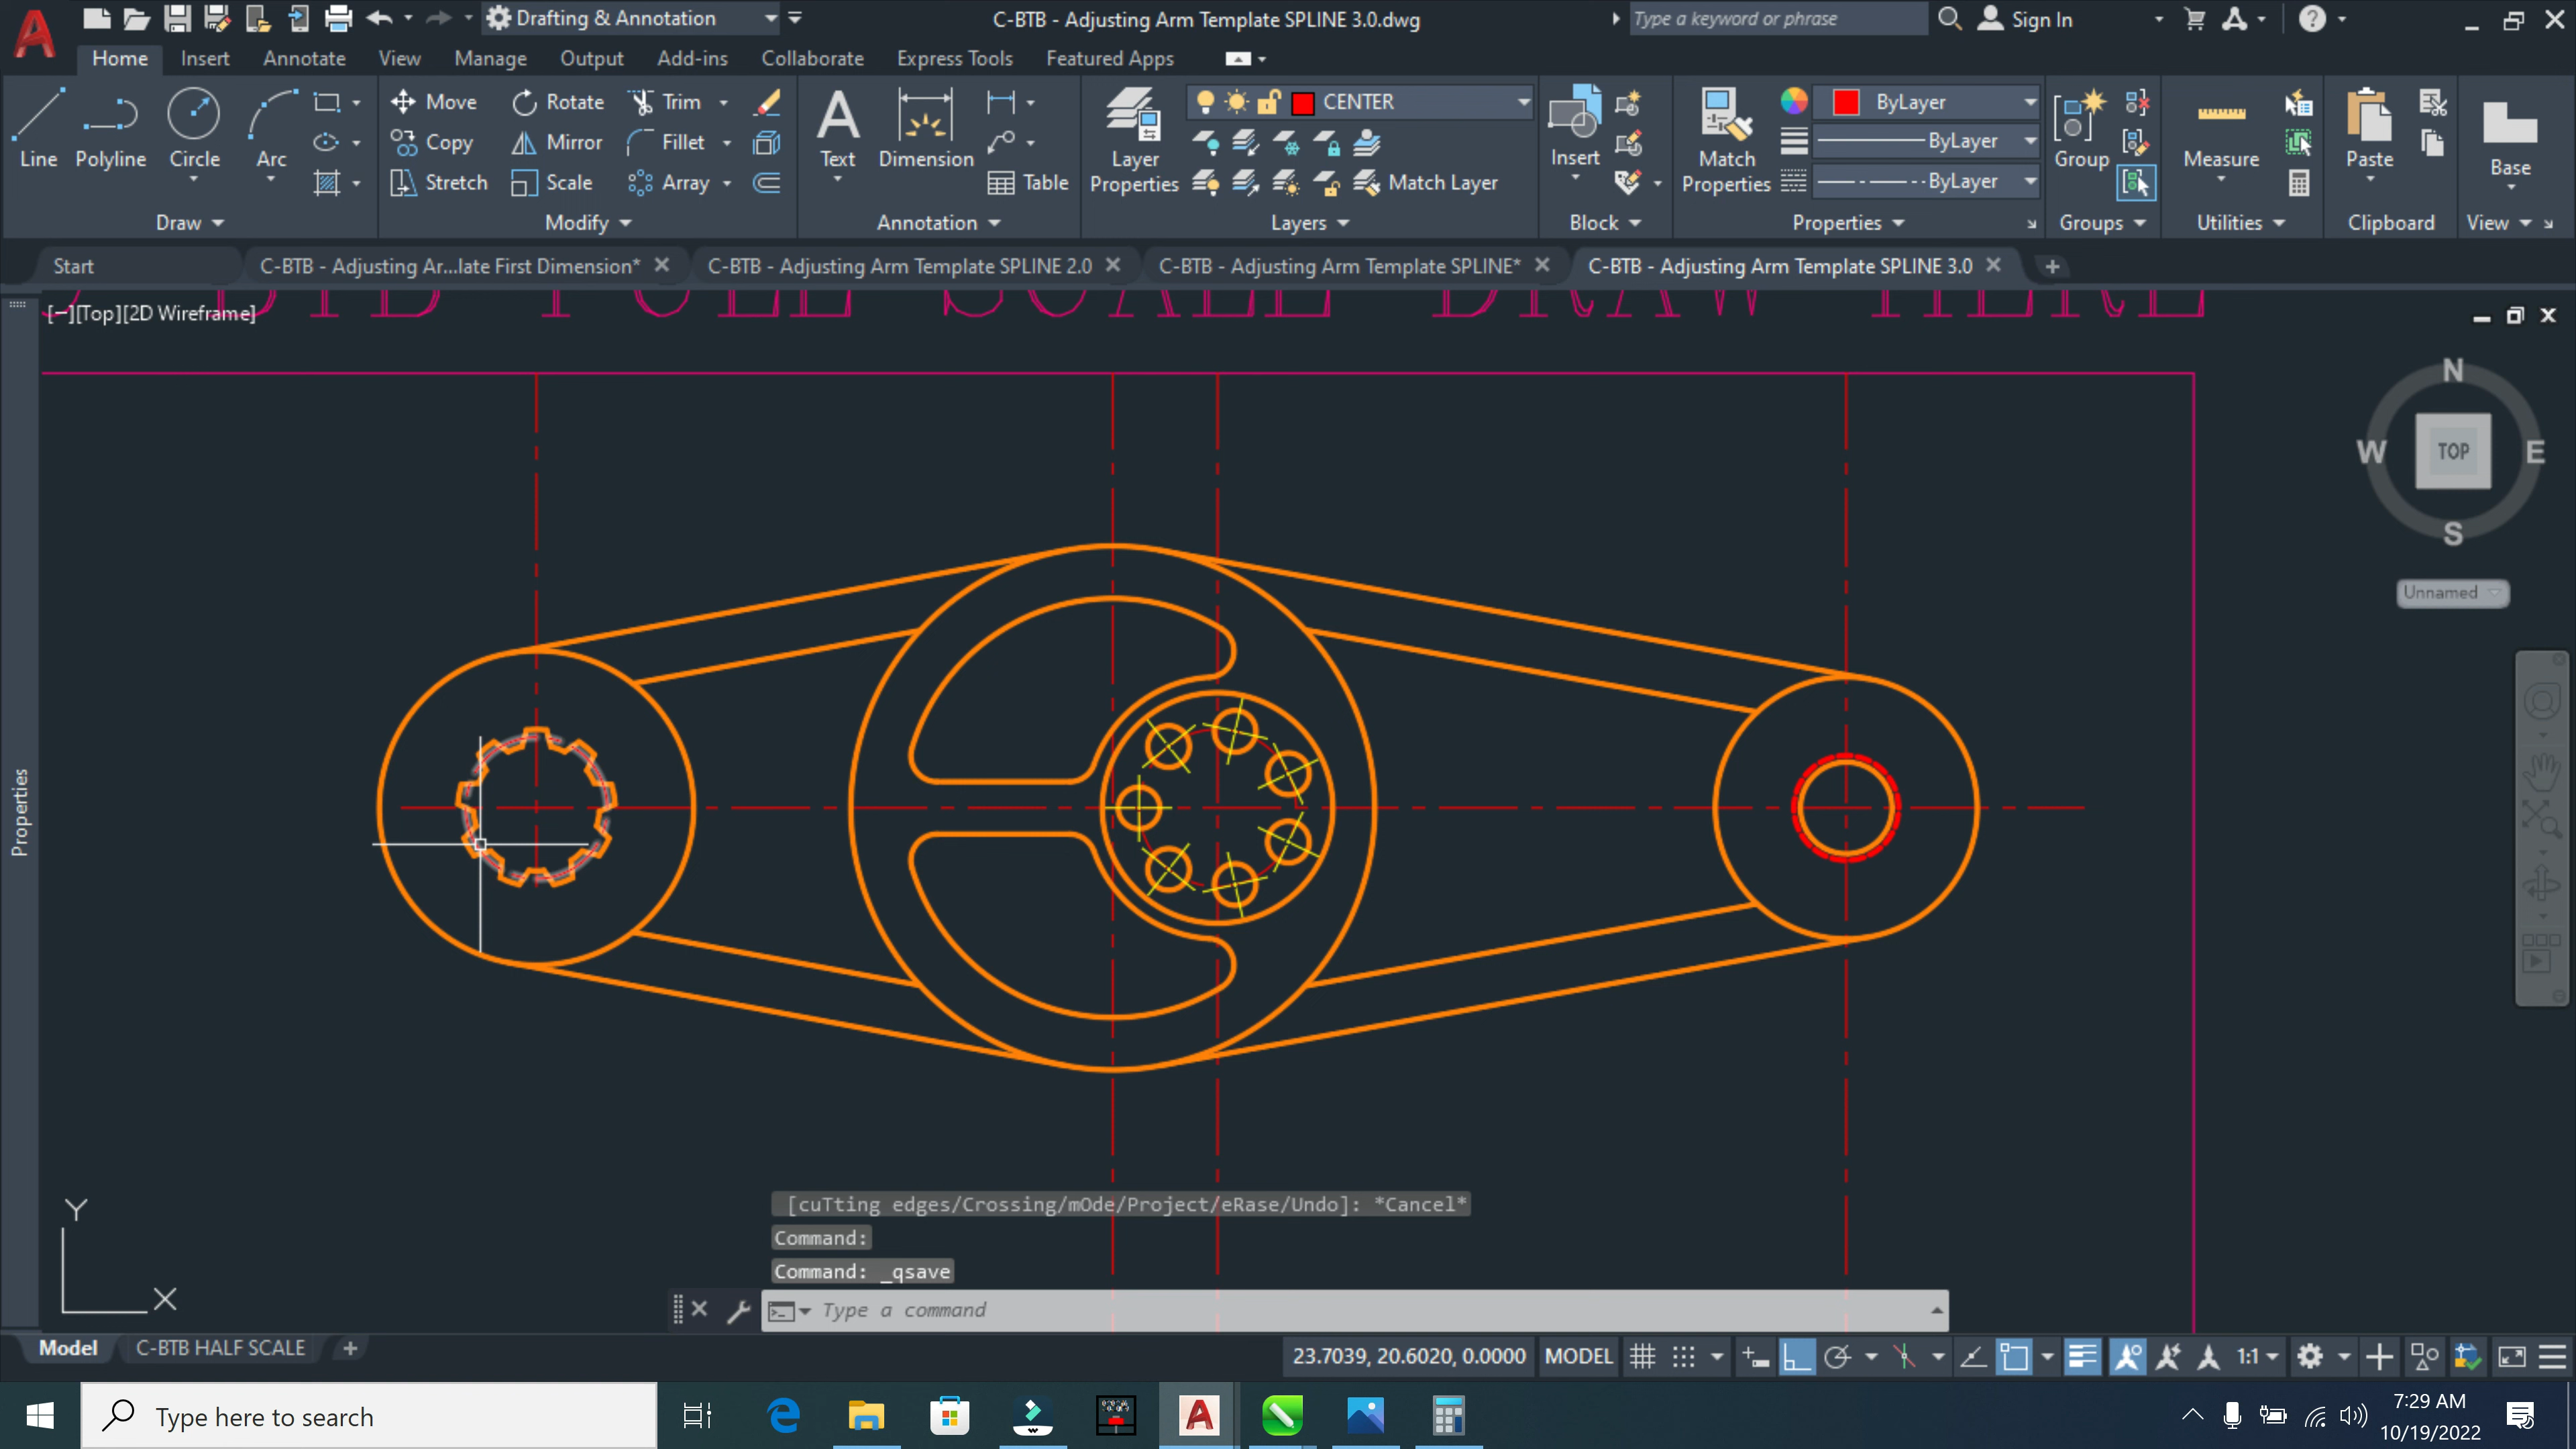 Drafting & Annotation
C-BTB - Adjusting Arm Template SPLINE 3.0.dwg
Type a keyword or phrase
Sign In
Home Insert Annotate View Manage Output Add-ins Collaborate Express Tools Featured Apps
Line Polyline Circle Arc
Draw
Move Rotate Trim
Copy Mirror Fillet
Stretch Scale Array
Modify
Text Dimension Table
Annotation
Layer Properties
CENTER
Match Layer
Layers
Insert
Block
Match Properties
ByLayer
ByLayer
ByLayer
Properties
Group
Groups
Measure
Utilities
Paste
Clipboard
Base
View
Start
C-BTB - Adjusting Ar...late First Dimension*
C-BTB - Adjusting Arm Template SPLINE 2.0
C-BTB - Adjusting Arm Template SPLINE*
C-BTB - Adjusting Arm Template SPLINE 3.0
[−][Top][2D Wireframe]
N
W TOP E
S
Unnamed
Properties
Y
X
[cuTting edges/Crossing/mOde/Project/eRase/Undo]: *Cancel*
Command:
Command: _qsave
Type a command
Model C-BTB HALF SCALE
23.7039, 20.6020, 0.0000 MODEL 1:1
Type here to search
7:29 AM
10/19/2022